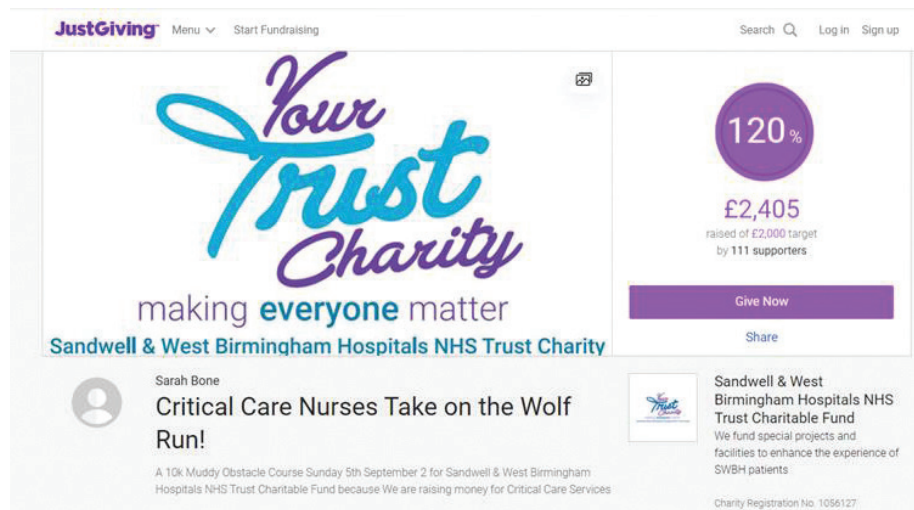 JustGiving™ Menu Start Fundraising Search Log in Sign up
Your
Trust
Charity
making everyone matter
Sandwell & West Birmingham Hospitals NHS Trust Charity
120%
£2,405
raised of £2,000 target
by 111 supporters
Give Now
Share
Sarah Bone
Critical Care Nurses Take on the Wolf
Run!
A 10k Muddy Obstacle Course Sunday 5th September 2 for Sandwell & West Birmingham
Hospitals NHS Trust Charitable Fund because We are raising money for Critical Care Services
Your
Trust
Charity
Sandwell & West
Birmingham Hospitals NHS
Trust Charitable Fund
We fund special projects and
facilities to enhance the experience of
SWBH patients
Charity Registration No. 1056127